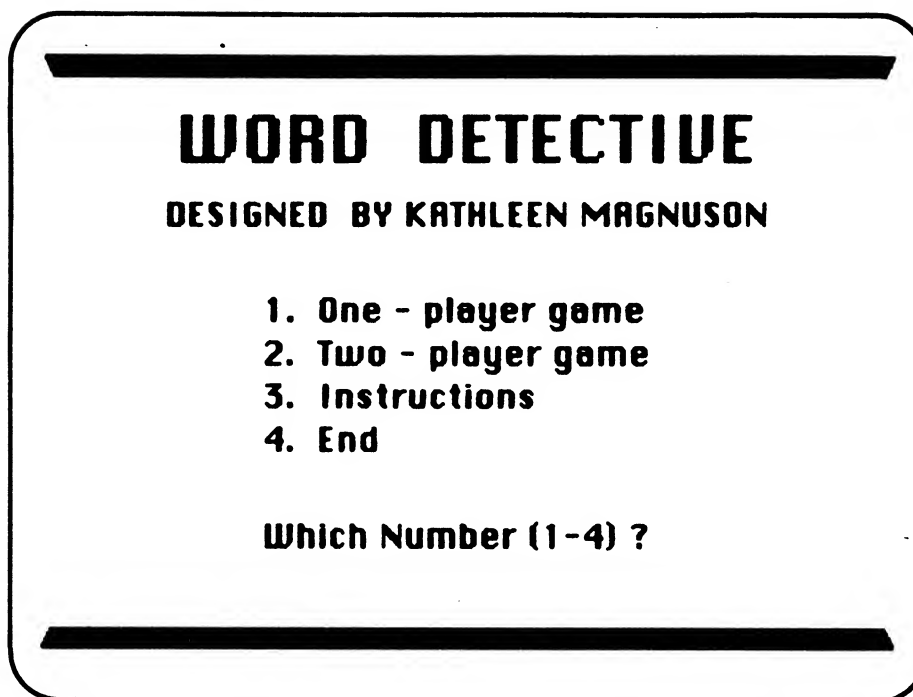 WORD DETECTIVE
DESIGNED BY KATHLEEN MAGNUSON
1. One - player game
2. Two - player game
3. Instructions
4. End
Which Number (1-4) ?